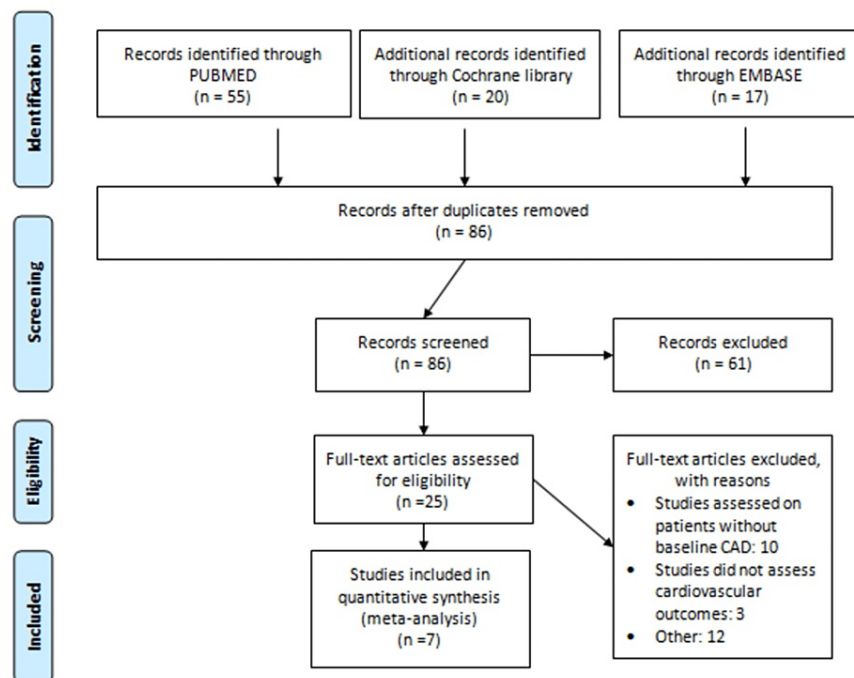 Identification
Records identified through
PUBMED
(n = 55)
Additional records identified
through Cochrane library
(n = 20)
Additional records identified
through EMBASE
(n = 17)
Records after duplicates removed
(n = 86)
Screening
Records screened
(n = 86)
Records excluded
(n = 61)
Eligibility
Full-text articles assessed
for eligibility
(n =25)
Full-text articles excluded,
with reasons
• Studies assessed on
patients without
baseline CAD: 10
• Studies did not assess
cardiovascular
outcomes: 3
• Other: 12
Included
Studies included in
quantitative synthesis
(meta-analysis)
(n =7)